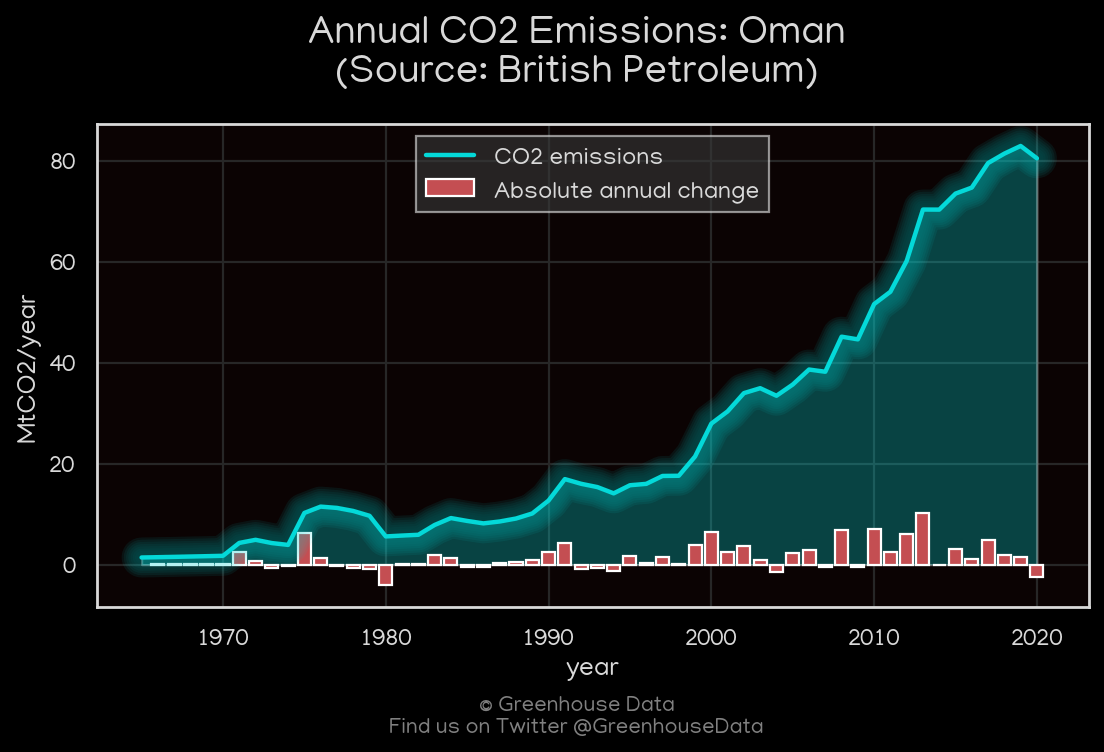 Annual CO2 Emissions: Oman
(Source: British Petroleum)
CO2 emissions
Absolute annual change
MtCO2/year
80
60
40
20
0
1970 1980 1990 2000 2010 2020
year
© Greenhouse Data
Find us on Twitter @GreenhouseData